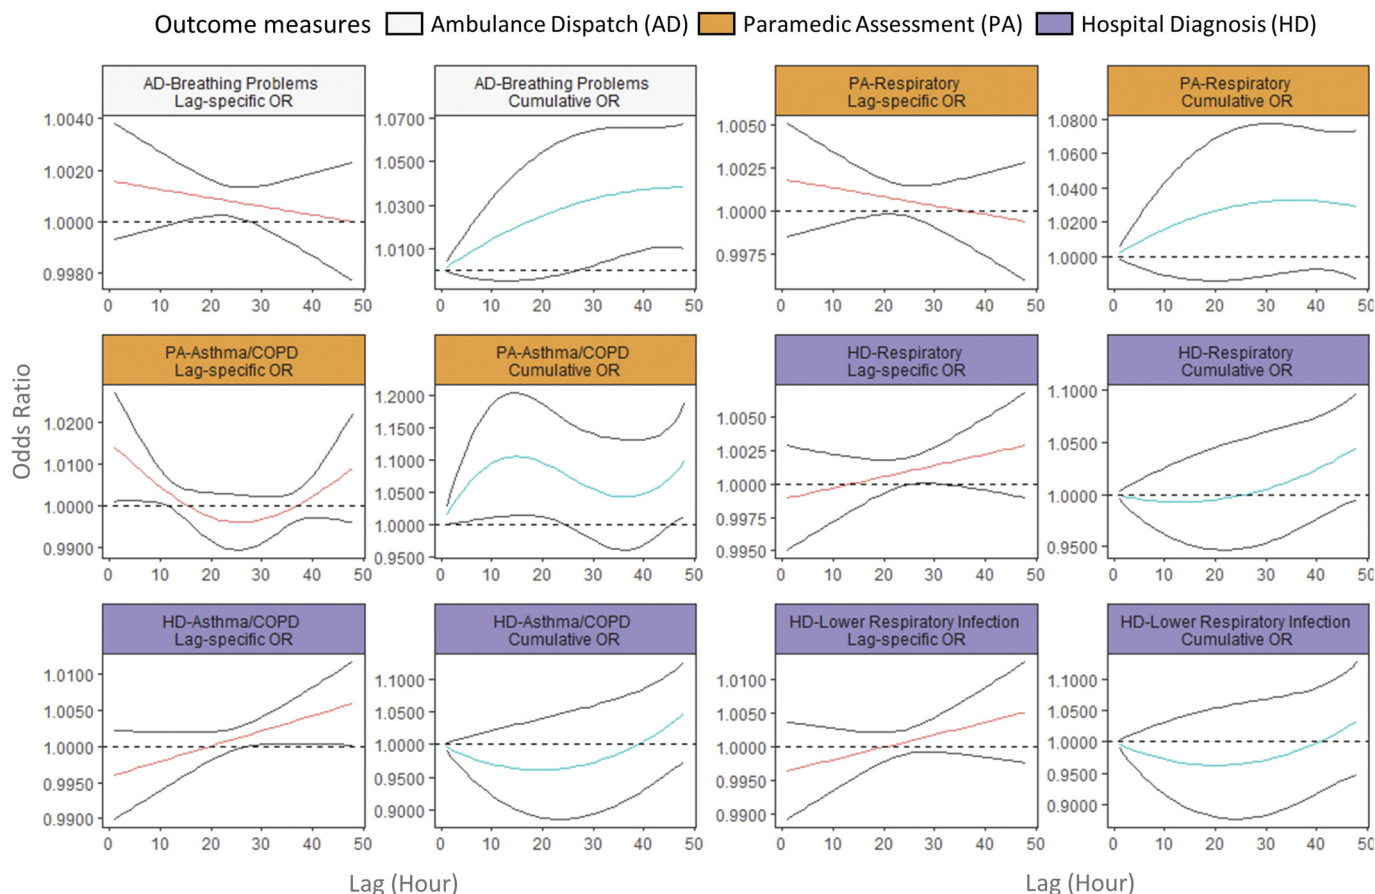 Outcome measures Ambulance Dispatch (AD) Paramedic Assessment (PA) Hospital Diagnosis (HD)
Odds Ratio
AD-Breathing Problems
Lag-specific OR
1.0040
1.0020
1.0000
0.9980
0 10 20 30 40 50
AD-Breathing Problems
Cumulative OR
1.0700
1.0500
1.0300
1.0100
0 10 20 30 40 50
PA-Respiratory
Lag-specific OR
1.0050
1.0025
1.0000
0.9975
0 10 20 30 40 50
PA-Respiratory
Cumulative OR
1.0800
1.0600
1.0400
1.0200
1.0000
0 10 20 30 40 50
PA-Asthma/COPD
Lag-specific OR
1.0200
1.0100
1.0000
0.9900
0 10 20 30 40 50
PA-Asthma/COPD
Cumulative OR
1.2000
1.1500
1.1000
1.0500
1.0000
0.9500
0 10 20 30 40 50
HD-Respiratory
Lag-specific OR
1.0050
1.0025
1.0000
0.9975
0.9950
0 10 20 30 40 50
HD-Respiratory
Cumulative OR
1.1000
1.0500
1.0000
0.9500
0 10 20 30 40 50
HD-Asthma/COPD
Lag-specific OR
1.0100
1.0050
1.0000
0.9950
0.9900
0 10 20 30 40 50
HD-Asthma/COPD
Cumulative OR
1.1000
1.0500
1.0000
0.9500
0.9000
0 10 20 30 40 50
HD-Lower Respiratory Infection
Lag-specific OR
1.0100
1.0050
1.0000
0.9950
0.9900
0 10 20 30 40 50
HD-Lower Respiratory Infection
Cumulative OR
1.1000
1.0500
1.0000
0.9500
0.9000
0 10 20 30 40 50
Lag (Hour) Lag (Hour)